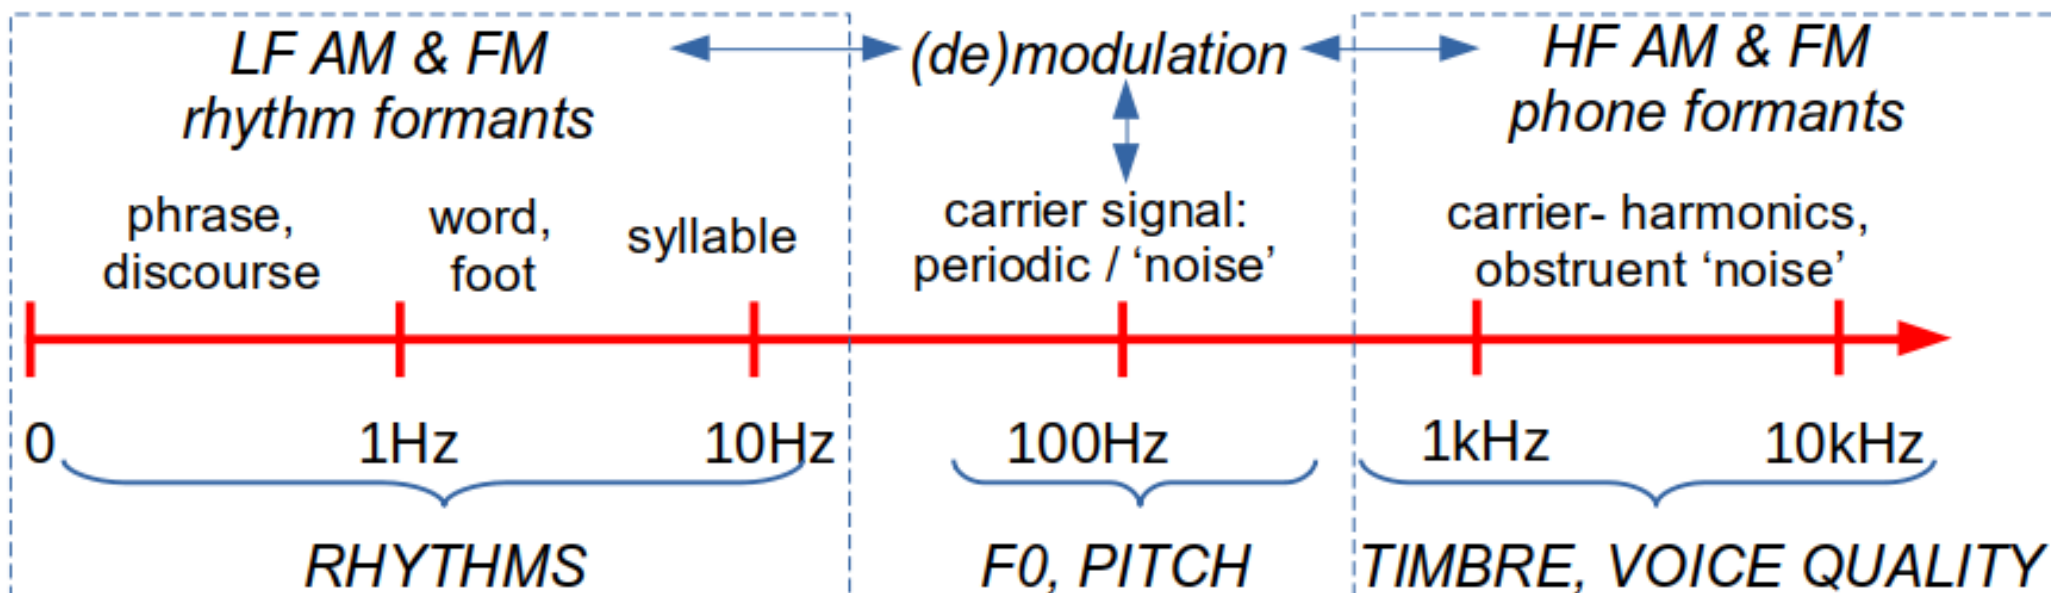 LF AM & FM
rhythm formants
(de)modulation
HF AM & FM
phone formants
phrase,
discourse
word,
foot
syllable
carrier signal:
periodic / ‘noise’
carrier- harmonics,
obstruent ‘noise’
0
1Hz
10Hz
100Hz
1kHz
10kHz
RHYTHMS
F0, PITCH
TIMBRE, VOICE QUALITY